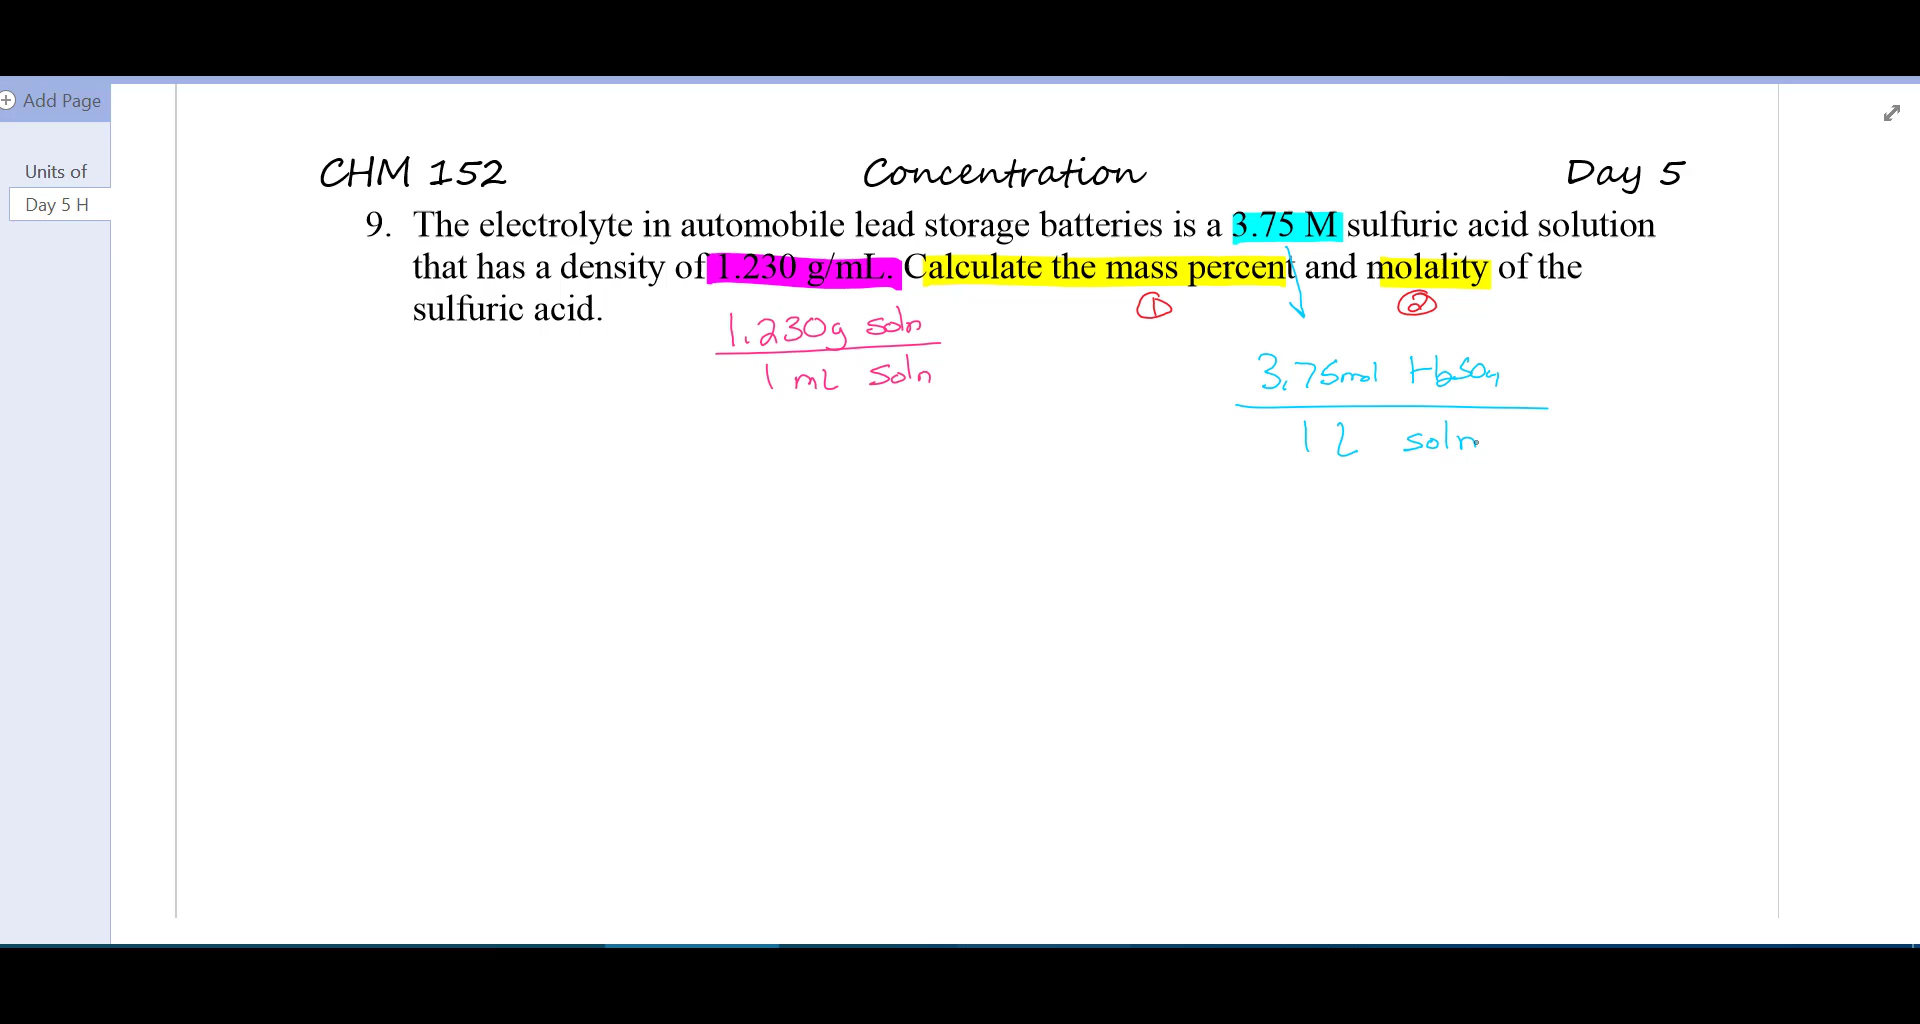 Add Page
Units of
Day 5 H
CHM 152 Concentration Day 5
9. The electrolyte in automobile lead storage batteries is a 3.75 M sulfuric acid solution
that has a density of 1.230 g/mL. Calculate the mass percent and molality of the
sulfuric acid.
① ②
1.230g soln
1 mL soln
3.75mol H2SO4
1 L soln